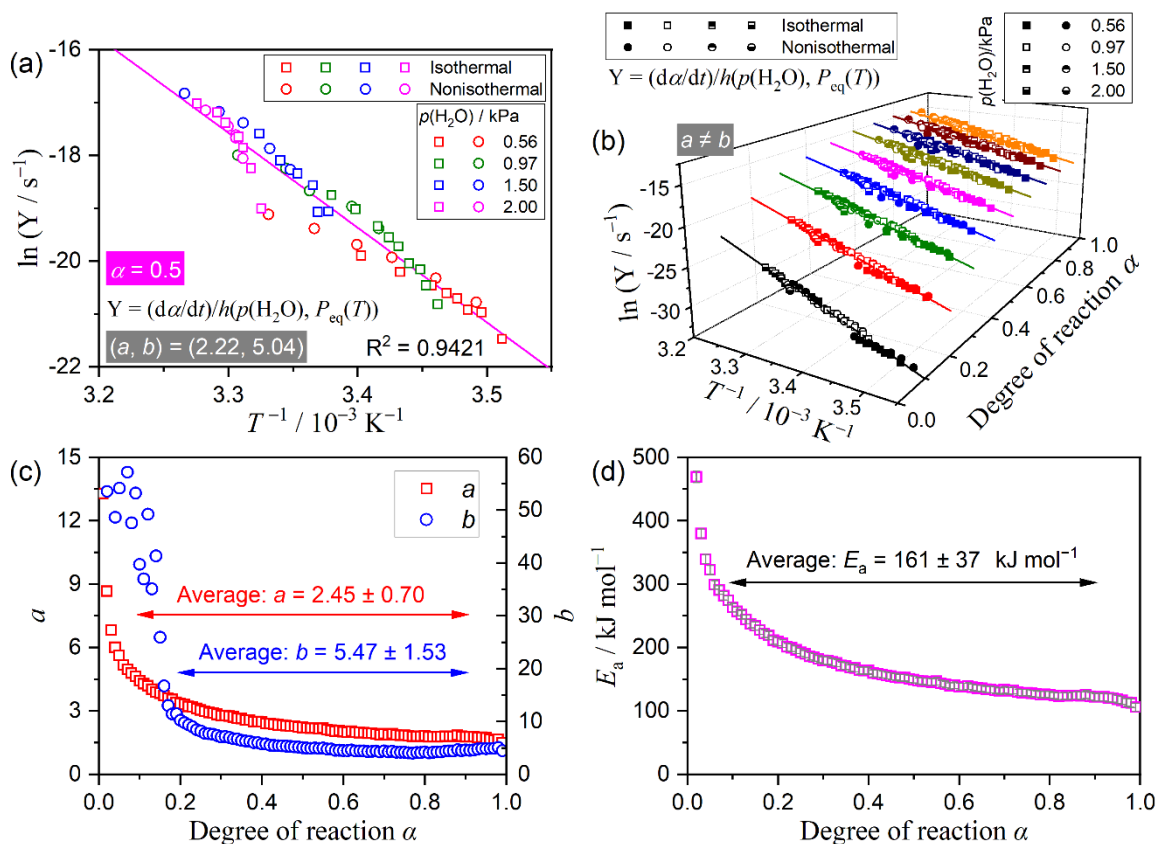 (a)
-16
-18
-20
-22
ln (Y / s⁻¹)
Isothermal
Nonisothermal
p(H₂O) / kPa
0.56
0.97
1.50
2.00
α = 0.5
Y = (dα/dt)/h(p(H₂O), Peq(T))
(a, b) = (2.22, 5.04)
R² = 0.9421
3.2 3.3 3.4 3.5
T⁻¹ / 10⁻³ K⁻¹
Isothermal
Nonisothermal
p(H₂O)/kPa
0.56
0.97
1.50
2.00
Y = (dα/dt)/h(p(H₂O), Peq(T))
(b)
a ≠ b
-15
-20
-25
-30
ln (Y / s⁻¹)
3.2
3.3
3.4
3.5
T⁻¹ / 10⁻³ K⁻¹
0.0
0.2
0.4
0.6
0.8
1.0
Degree of reaction α
(c)
15
12
9
6
3
0
a
60
50
40
30
20
10
0
b
a
b
Average: a = 2.45 ± 0.70
Average: b = 5.47 ± 1.53
0.0 0.2 0.4 0.6 0.8 1.0
Degree of reaction α
(d)
500
400
300
200
100
0
Eₐ / kJ mol⁻¹
Average: Eₐ = 161 ± 37 kJ mol⁻¹
0.0 0.2 0.4 0.6 0.8 1.0
Degree of reaction α